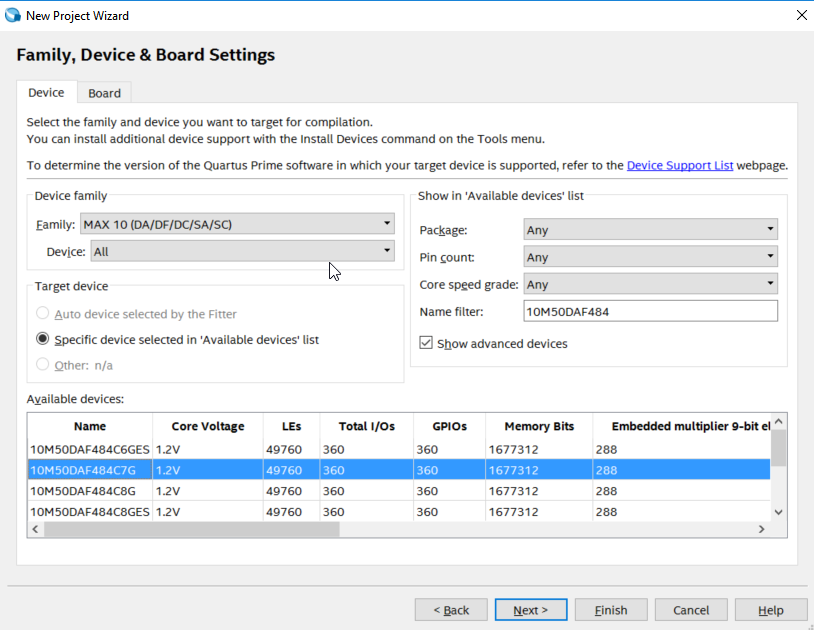 New Project Wizard
Family, Device & Board Settings
Device Board
Select the family and device you want to target for compilation.
You can install additional device support with the Install Devices command on the Tools menu.
To determine the version of the Quartus Prime software in which your target device is supported, refer to the Device Support List webpage.
Device family
Family: MAX 10 (DA/DF/DC/SA/SC)
Device: All
Target device
Auto device selected by the Fitter
Specific device selected in 'Available devices' list
Other: n/a
Show in 'Available devices' list
Package: Any
Pin count: Any
Core speed grade: Any
Name filter: 10M50DAF484
Show advanced devices
Available devices:
Name Core Voltage LEs Total I/Os GPIOs Memory Bits Embedded multiplier 9-bit el
10M50DAF484C6GES 1.2V 49760 360 360 1677312 288
10M50DAF484C7G 1.2V 49760 360 360 1677312 288
10M50DAF484C8G 1.2V 49760 360 360 1677312 288
10M50DAF484C8GES 1.2V 49760 360 360 1677312 288
< Back Next > Finish Cancel Help